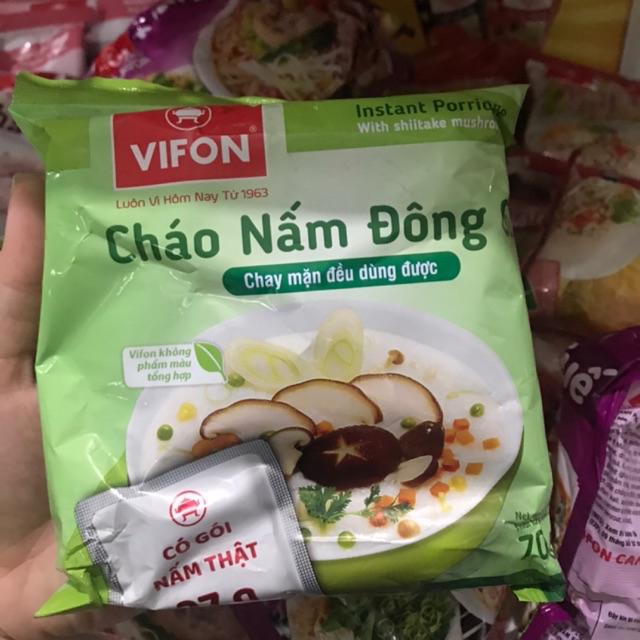 Instant Porridge
With shiitake
VIFON
Luôn Vì Hôm Nay Từ 1963
Cháo Nấm Đông
Chay mặn đều dùng được
Vifon không
phẩm màu
tổng hợp
CÓ GÓI
NẤM THẬT
70